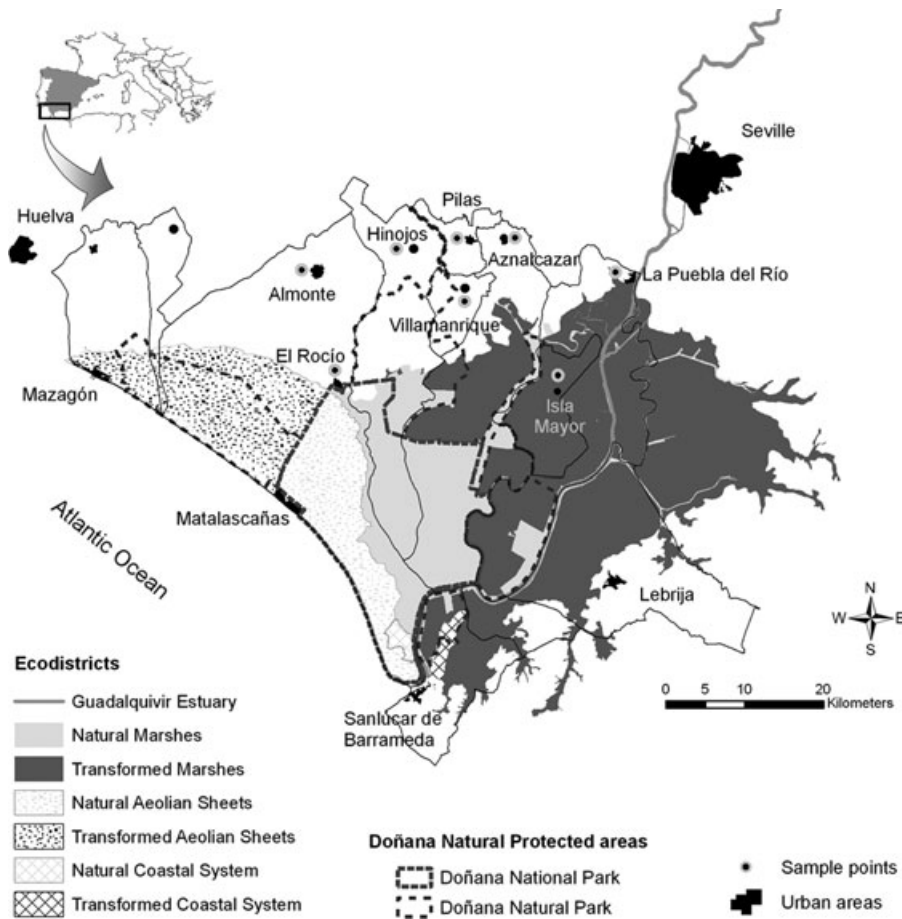 Seville
Huelva
Pilas
Hinojos
Aznalcazar
La Puebla del Río
Almonte
Villamanrique
El Rocío
Mazagón
Isla
Mayor
Matalascañas
Atlantic Ocean
Lebrija
N
W E
S
Sanlúcar de
Barrameda
0 5 10 20
Kilometers
Ecodistricts
Guadalquivir Estuary
Natural Marshes
Transformed Marshes
Natural Aeolian Sheets
Transformed Aeolian Sheets
Natural Coastal System
Transformed Coastal System
Doñana Natural Protected areas
Doñana National Park
Doñana Natural Park
Sample points
Urban areas